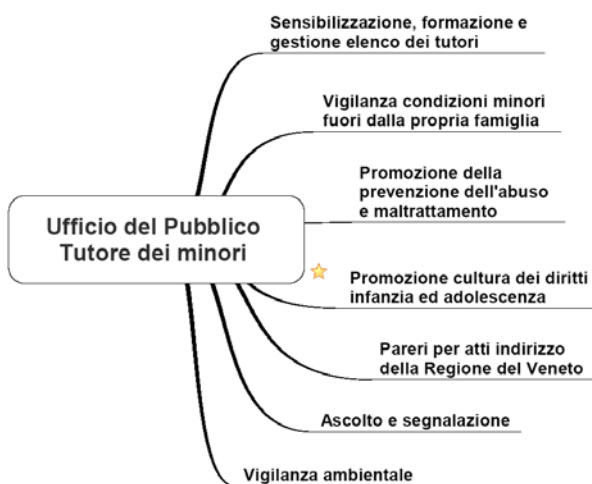 Sensibilizzazione, formazione e
gestione elenco dei tutori
Vigilanza condizioni minori
fuori dalla propria famiglia
Promozione della
prevenzione dell'abuso
e maltrattamento
Ufficio del Pubblico
Tutore dei minori
Promozione cultura dei diritti
infanzia ed adolescenza
Pareri per atti indirizzo
della Regione del Veneto
Ascolto e segnalazione
Vigilanza ambientale